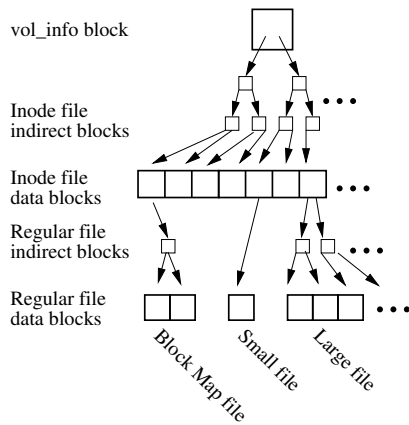 vol_info block
Inode file
indirect blocks
Inode file
data blocks
Regular file
indirect blocks
Regular file
data blocks
Block Map file
Small file
Large file